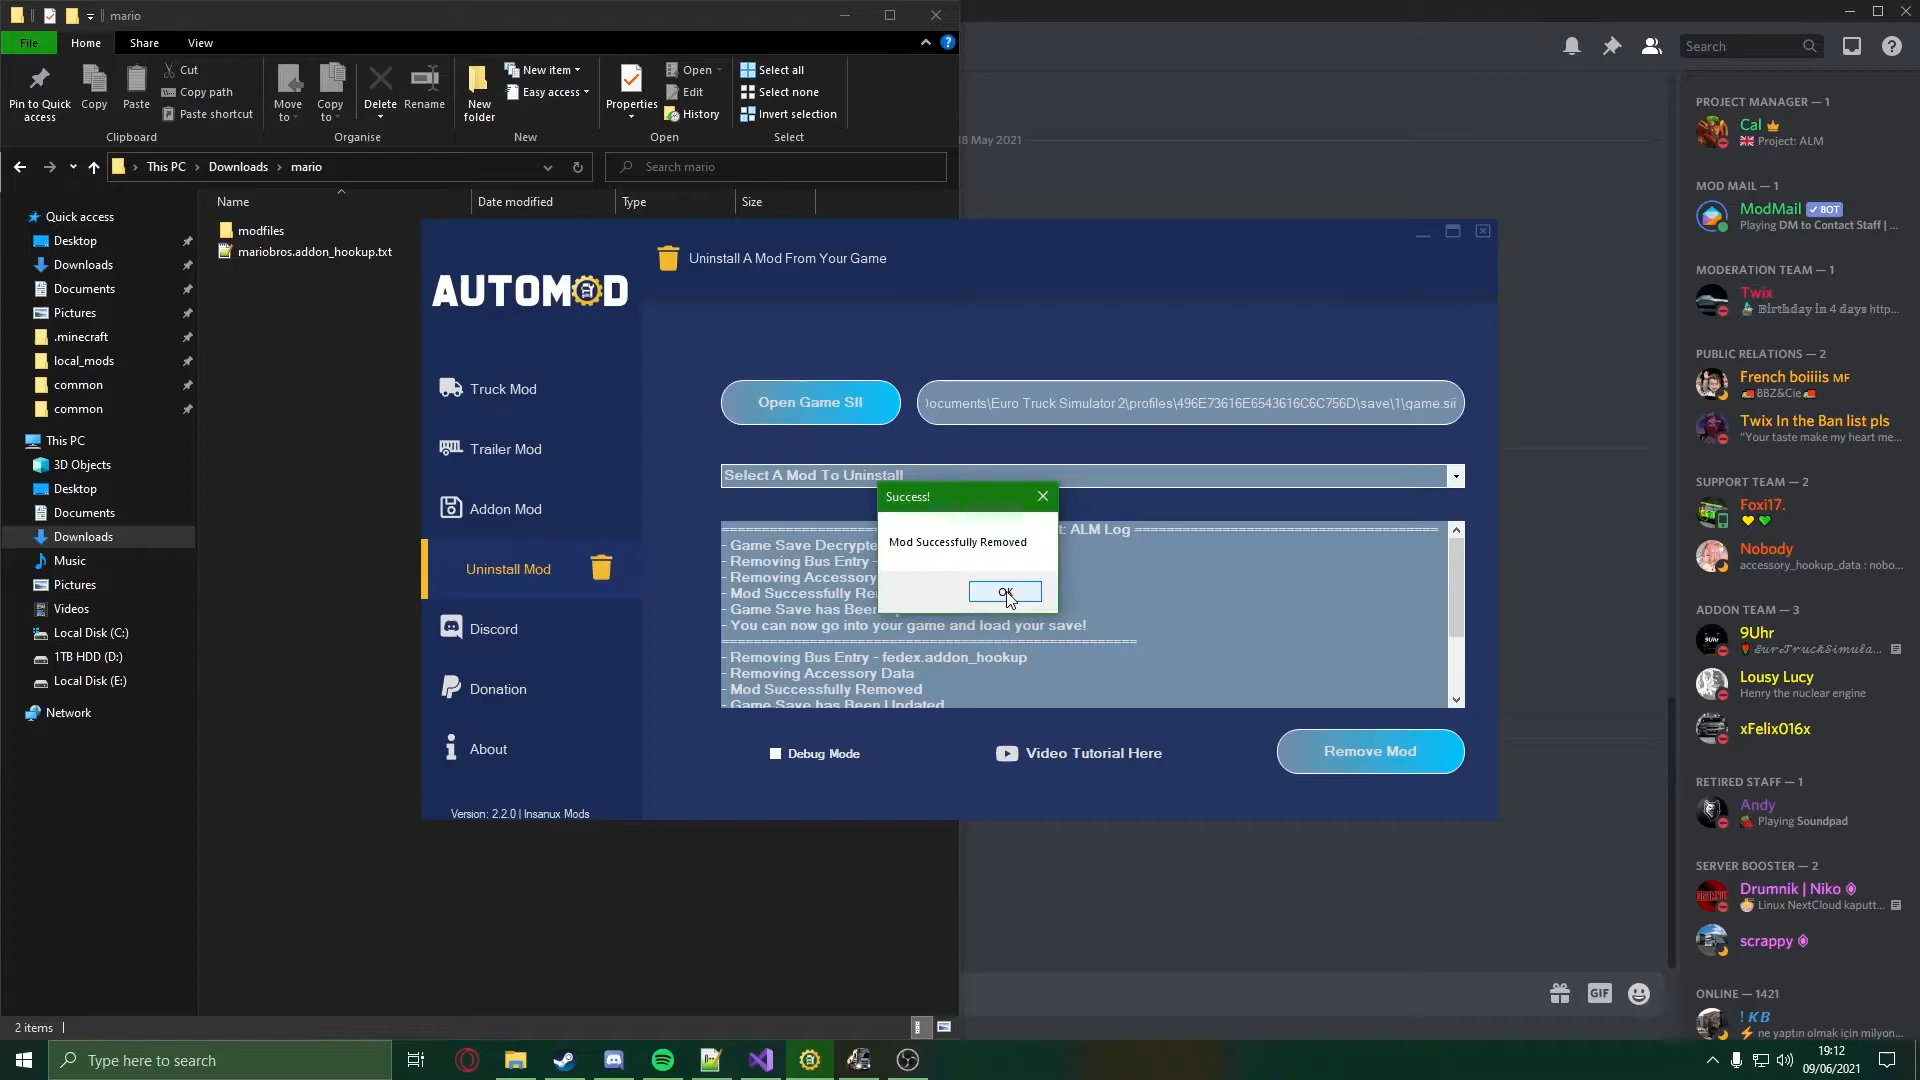 mario
File
Home
Share
View
Pin to Quick access
Copy
Paste
Cut
Copy path
Paste shortcut
Move to
Copy to
Delete
Rename
New folder
New item
Easy access
Properties
Open
Edit
History
Select all
Select none
Invert selection
Clipboard
Organise
New
Open
Select
This PC
Downloads
mario
Search mario
Name
Date modified
Type
Size
modfiles
mariobros.addon_hookup.txt
Quick access
Desktop
Downloads
Documents
Pictures
.minecraft
local_mods
common
common
This PC
3D Objects
Desktop
Documents
Downloads
Music
Pictures
Videos
Local Disk (C:)
1TB HDD (D:)
Local Disk (E:)
Network
2 items
AUTOMOD
Uninstall A Mod From Your Game
Truck Mod
Trailer Mod
Addon Mod
Uninstall Mod
Discord
Donation
About
Version: 2.2.0 | Insanux Mods
Open Game SII
Documents\Euro Truck Simulator 2\profiles\496E73616E6543616C6C756D\save\1\game.sii
Select A Mod To Uninstall
: ALM Log
- Game Save Decrypte
- Removing Bus Entry -
- Removing Accessory
- Mod Successfully Re
- Game Save has Been
- You can now go into your game and load your save!
- Removing Bus Entry - fedex.addon_hookup
- Removing Accessory Data
- Mod Successfully Removed
- Game Save has Been Updated
Success!
Mod Successfully Removed
OK
Debug Mode
Video Tutorial Here
Remove Mod
18 May 2021
Search
PROJECT MANAGER — 1
Cal
Project: ALM
MOD MAIL — 1
ModMail
✓ BOT
Playing DM to Contact Staff | ...
MODERATION TEAM — 1
Twix
Birthday in 4 days http...
PUBLIC RELATIONS — 2
French boiiiis MF
BBZ&Cie
Twix In the Ban list pls
"Your taste make my heart me...
SUPPORT TEAM — 2
Foxi17.
Nobody
accessory_hookup_data : nobo...
ADDON TEAM — 3
9Uhr
EuroTruckSimula...
Lousy Lucy
Henry the nuclear engine
xFelix016x
RETIRED STAFF — 1
Andy
Playing Soundpad
SERVER BOOSTER — 2
Drumnik | Niko
Linux NextCloud kaputt...
scrappy
ONLINE — 1421
! KB
ne yaptın olmak için milyon...
GIF
Type here to search
19:12
09/06/2021